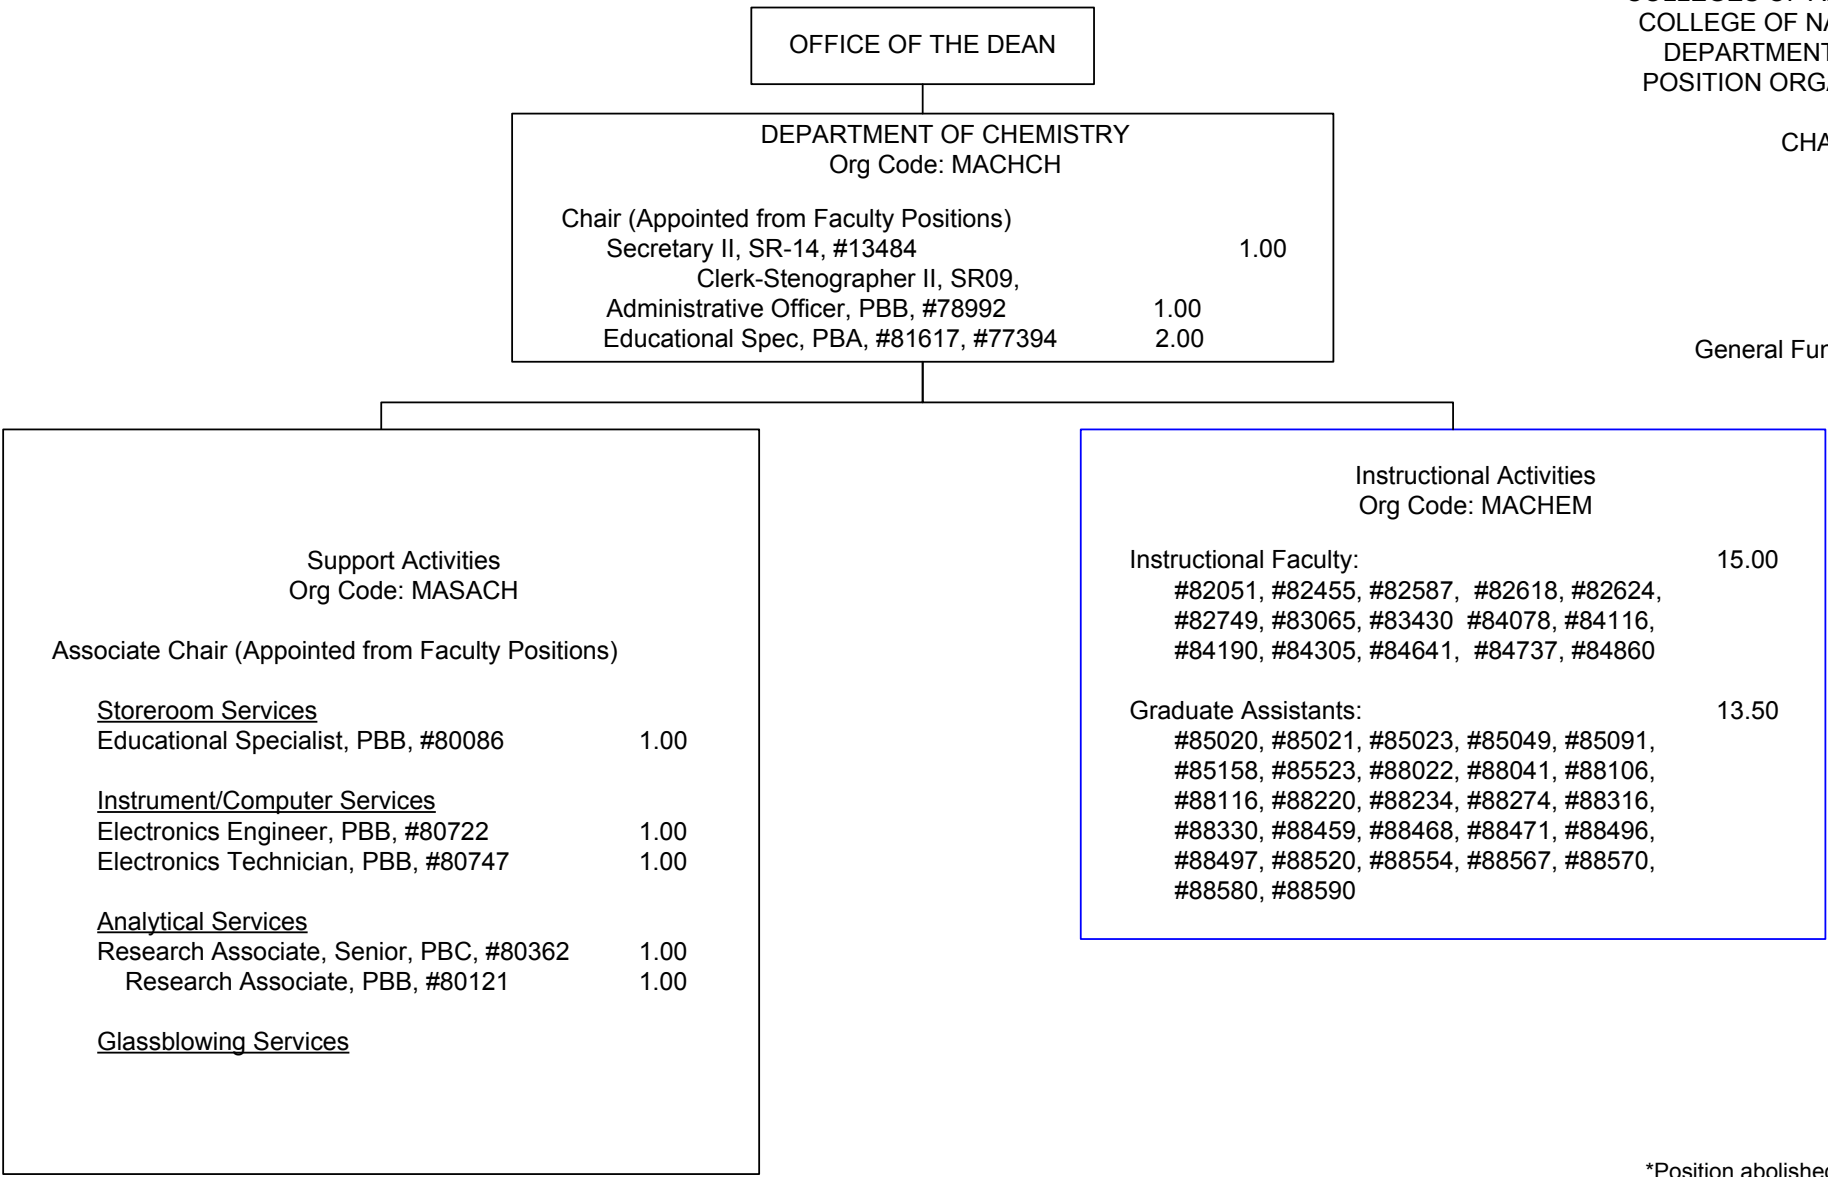 OFFICE OF THE DEAN
COLLEGE OF
DEPARTMENT
POSITION
DEPARTMENT OF CHEMISTRY
Org Code: MACHCH
Chair (Appointed from Faculty Positions)
Secretary II, SR-14, #13484 1.00
Clerk-Stenographer II, SR09,
Administrative Officer, PBB, #78992 1.00
Educational Spec, PBA, #81617, #77394 2.00
General
Support Activities
Org Code: MASACH
Associate Chair (Appointed from Faculty Positions)
Storeroom Services
Educational Specialist, PBB, #80086 1.00
Instrument/Computer Services
Electronics Engineer, PBB, #80722 1.00
Electronics Technician, PBB, #80747 1.00
Analytical Services
Research Associate, Senior, PBC, #80362 1.00
Research Associate, PBB, #80121 1.00
Glassblowing Services
Instructional Activities
Org Code: MACHEM
Instructional Faculty: 15.00
#82051, #82455, #82587, #82618, #82624,
#82749, #83065, #83430 #84078, #84116,
#84190, #84305, #84641, #84737, #84860
Graduate Assistants: 13.50
#85020, #85021, #85023, #85049, #85091,
#85158, #85523, #88022, #88041, #88106,
#88116, #88220, #88234, #88274, #88316,
#88330, #88459, #88468, #88471, #88496,
#88497, #88520, #88554, #88567, #88570,
#88580, #88590
*Position abolished